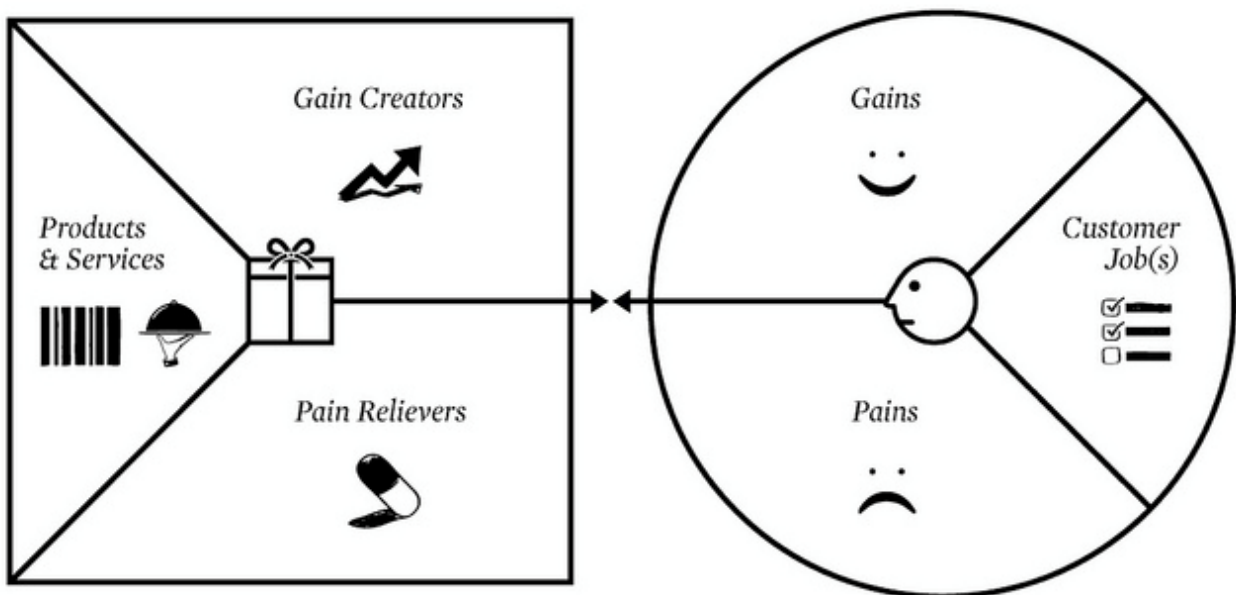 Gain Creators
Products
& Services
Pain Relievers
Gains
Customer
Job(s)
Pains